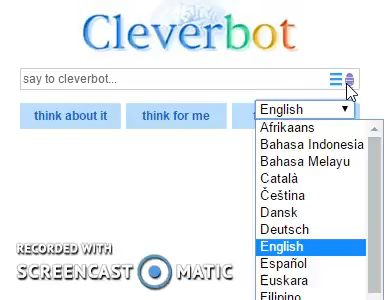 Cleverbot
say to cleverbot...
think about it
think for me
English
Afrikaans
Bahasa Indonesia
Bahasa Melayu
Català
Čeština
Dansk
Deutsch
English
Español
Euskara
Filipino
RECORDED WITH
SCREENCAST MATIC